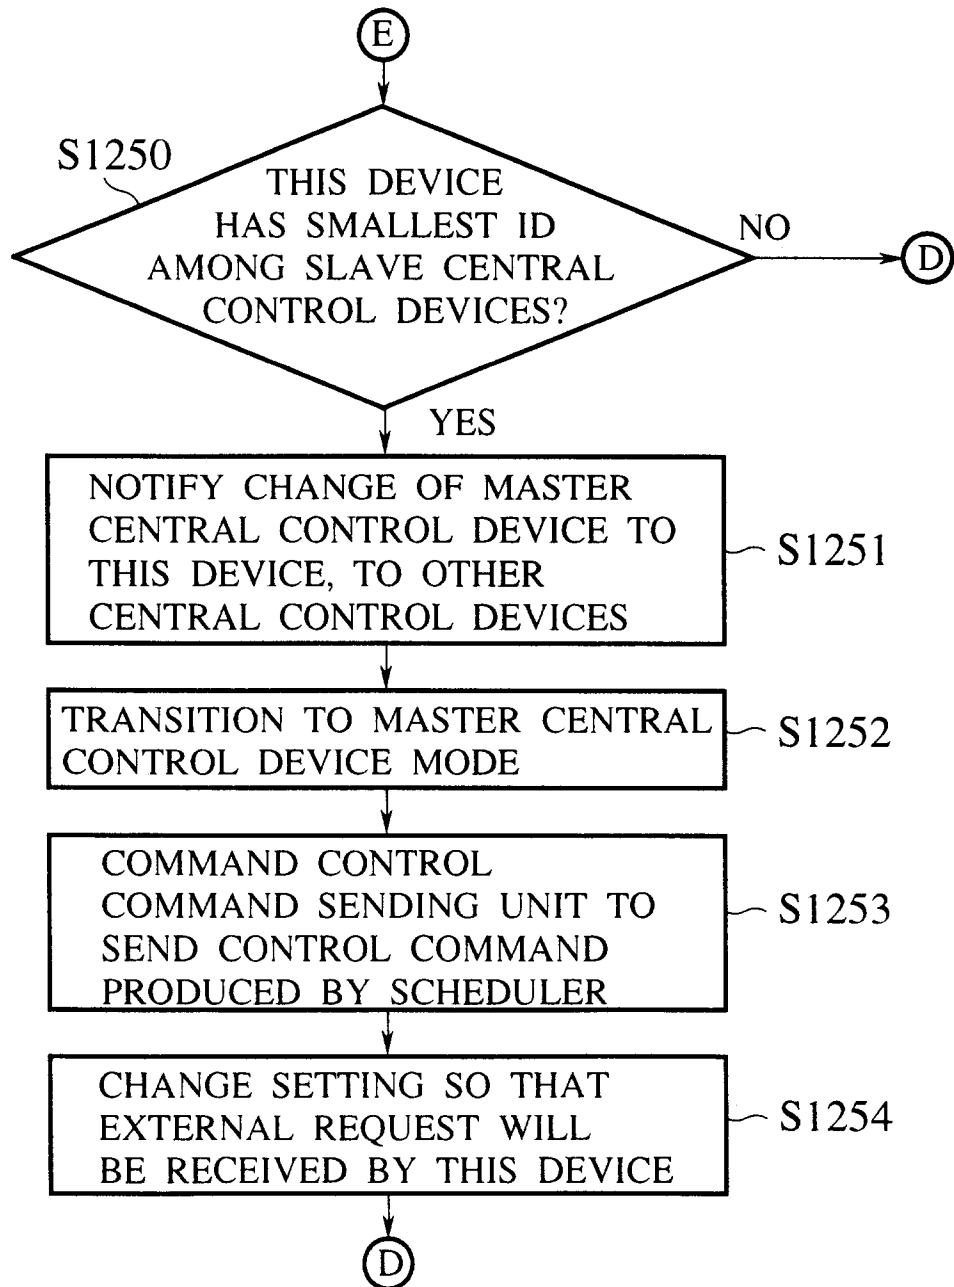 E
S1250
THIS DEVICE
HAS SMALLEST ID
AMONG SLAVE CENTRAL
CONTROL DEVICES?
NO
D
YES
NOTIFY CHANGE OF MASTER
CENTRAL CONTROL DEVICE TO
THIS DEVICE, TO OTHER
CENTRAL CONTROL DEVICES
S1251
TRANSITION TO MASTER CENTRAL
CONTROL DEVICE MODE
S1252
COMMAND CONTROL
COMMAND SENDING UNIT TO
SEND CONTROL COMMAND
PRODUCED BY SCHEDULER
S1253
CHANGE SETTING SO THAT
EXTERNAL REQUEST WILL
BE RECEIVED BY THIS DEVICE
S1254
D